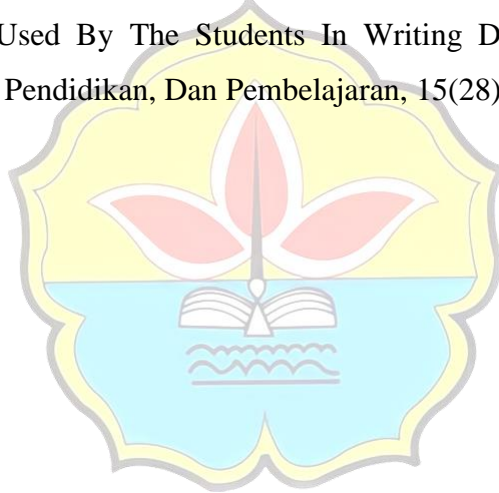 Used By The Students In Writing D
Pendidikan, Dan Pembelajaran, 15(28)